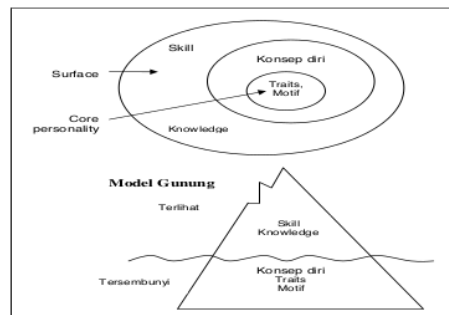 Skill
Konsep diri
Surface
Traits,
Motif
Core
personality
Knowledge
Model Gunung
Terlihat
Skill
Knowledge
Tersembunyi
Konsep diri
Traits
Motif